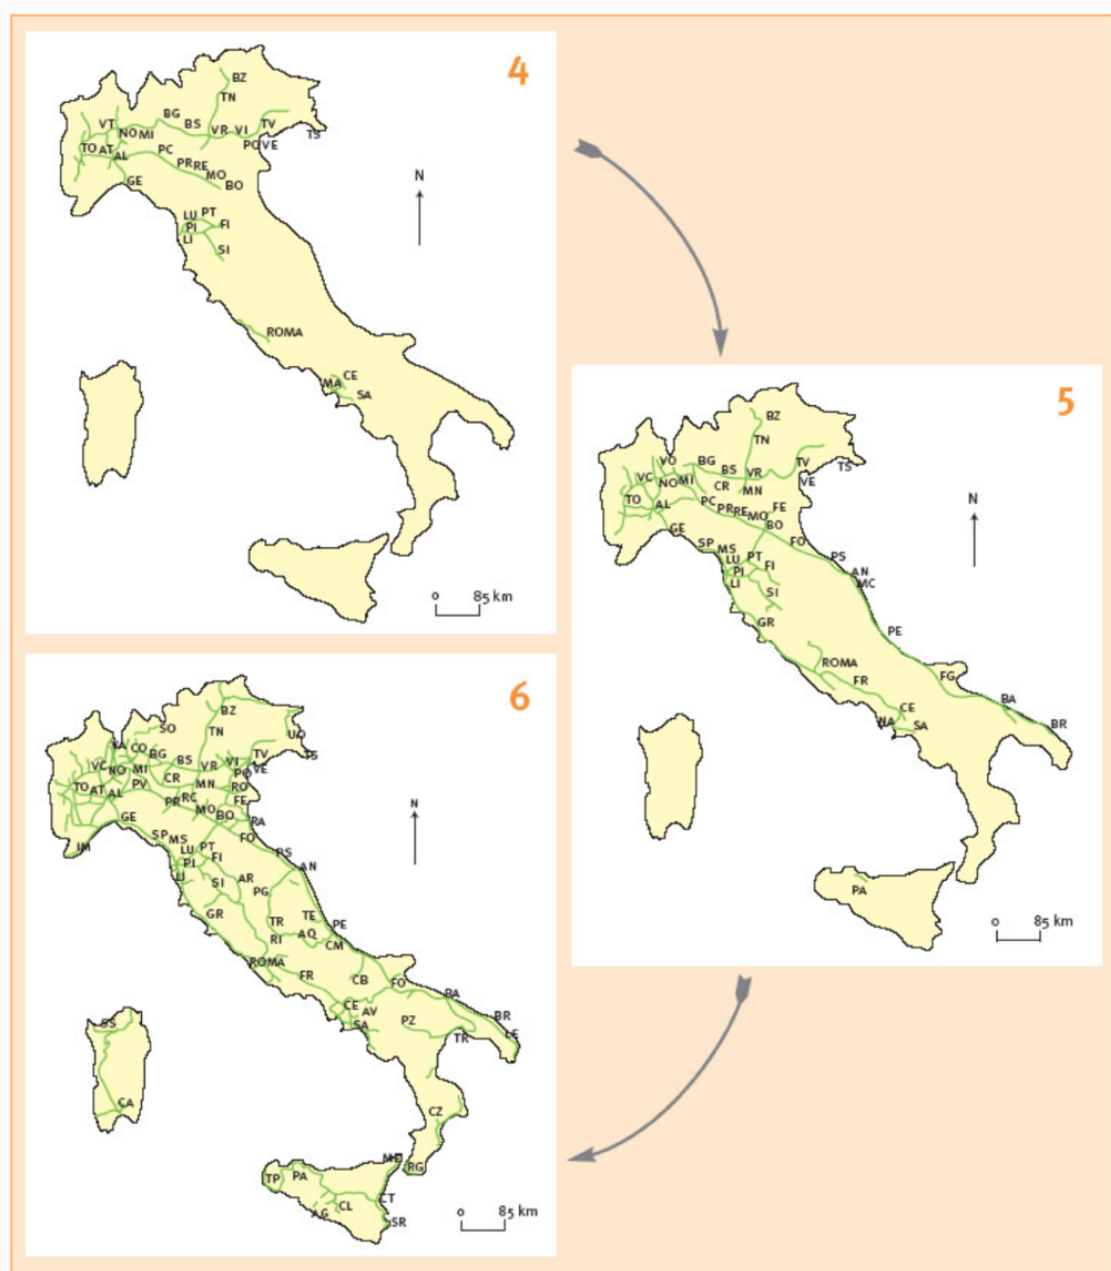 4
BZ
TN
BG
VT
BS
TV
NO MI
VR VI
TS
PO VE
TO AT AL
PC
PR RE
MO
GE
BO
N
LU PT
PI
FI
LI
SI
ROMA
CE
MA
SA
0 85 km
5
BZ
TN
VO
BG
TV
TS
VC
BS
VR
NO MI
CR
VE
MN
TO
AL
PC
PR RE MO
FE
BO
N
GE
FO
SP MS
PT
PS
LU
FI
PI
AN
LI
MC
SI
GR
PE
ROMA
FR
FG
BA
CE
NA
SA
BR
PA
0 85 km
6
BZ
SO
TN
UD
VA CO
BG
TV
TS
VC
BS
VR
VI
NO MI
PO VE
CR
MN
TO AT AL
PV
RO
PR RC
FE
MO
BO
RA
GE
N
SP MS
FO
IM
LU PT
PS
PI
FI
AN
LI
SI
AR
PG
GR
TR
TE
PE
RI
AQ
CM
ROMA
FR
CB
FO
BA
CE
AV
BR
SA
PZ
LE
TR
SS
CA
CZ
ME
RG
TP PA
CT
CL
AG
SR
0 85 km